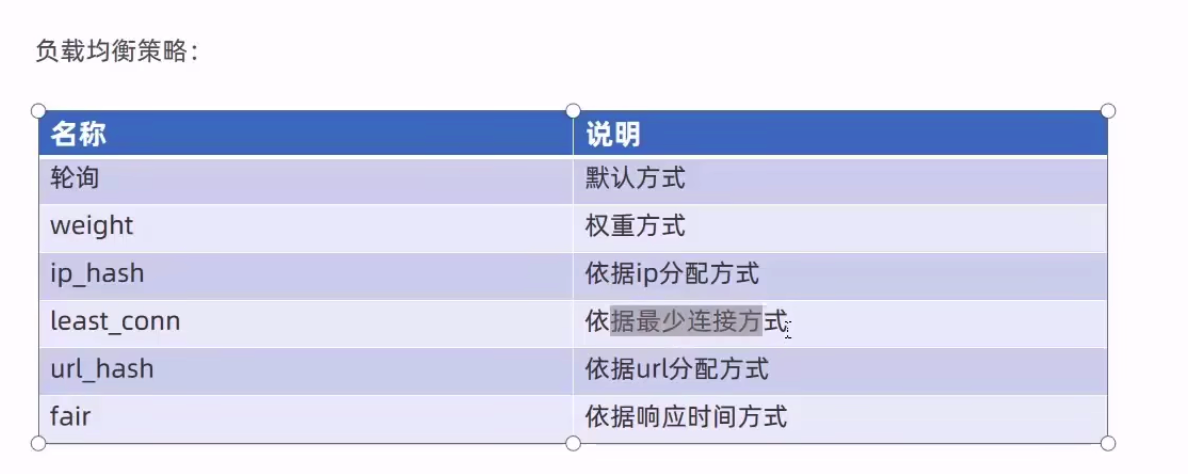 负载均衡策略：
名称 说明
轮询 默认方式
weight 权重方式
ip_hash 依据ip分配方式
least_conn 依据最少连接方式
url_hash 依据url分配方式
fair 依据响应时间方式